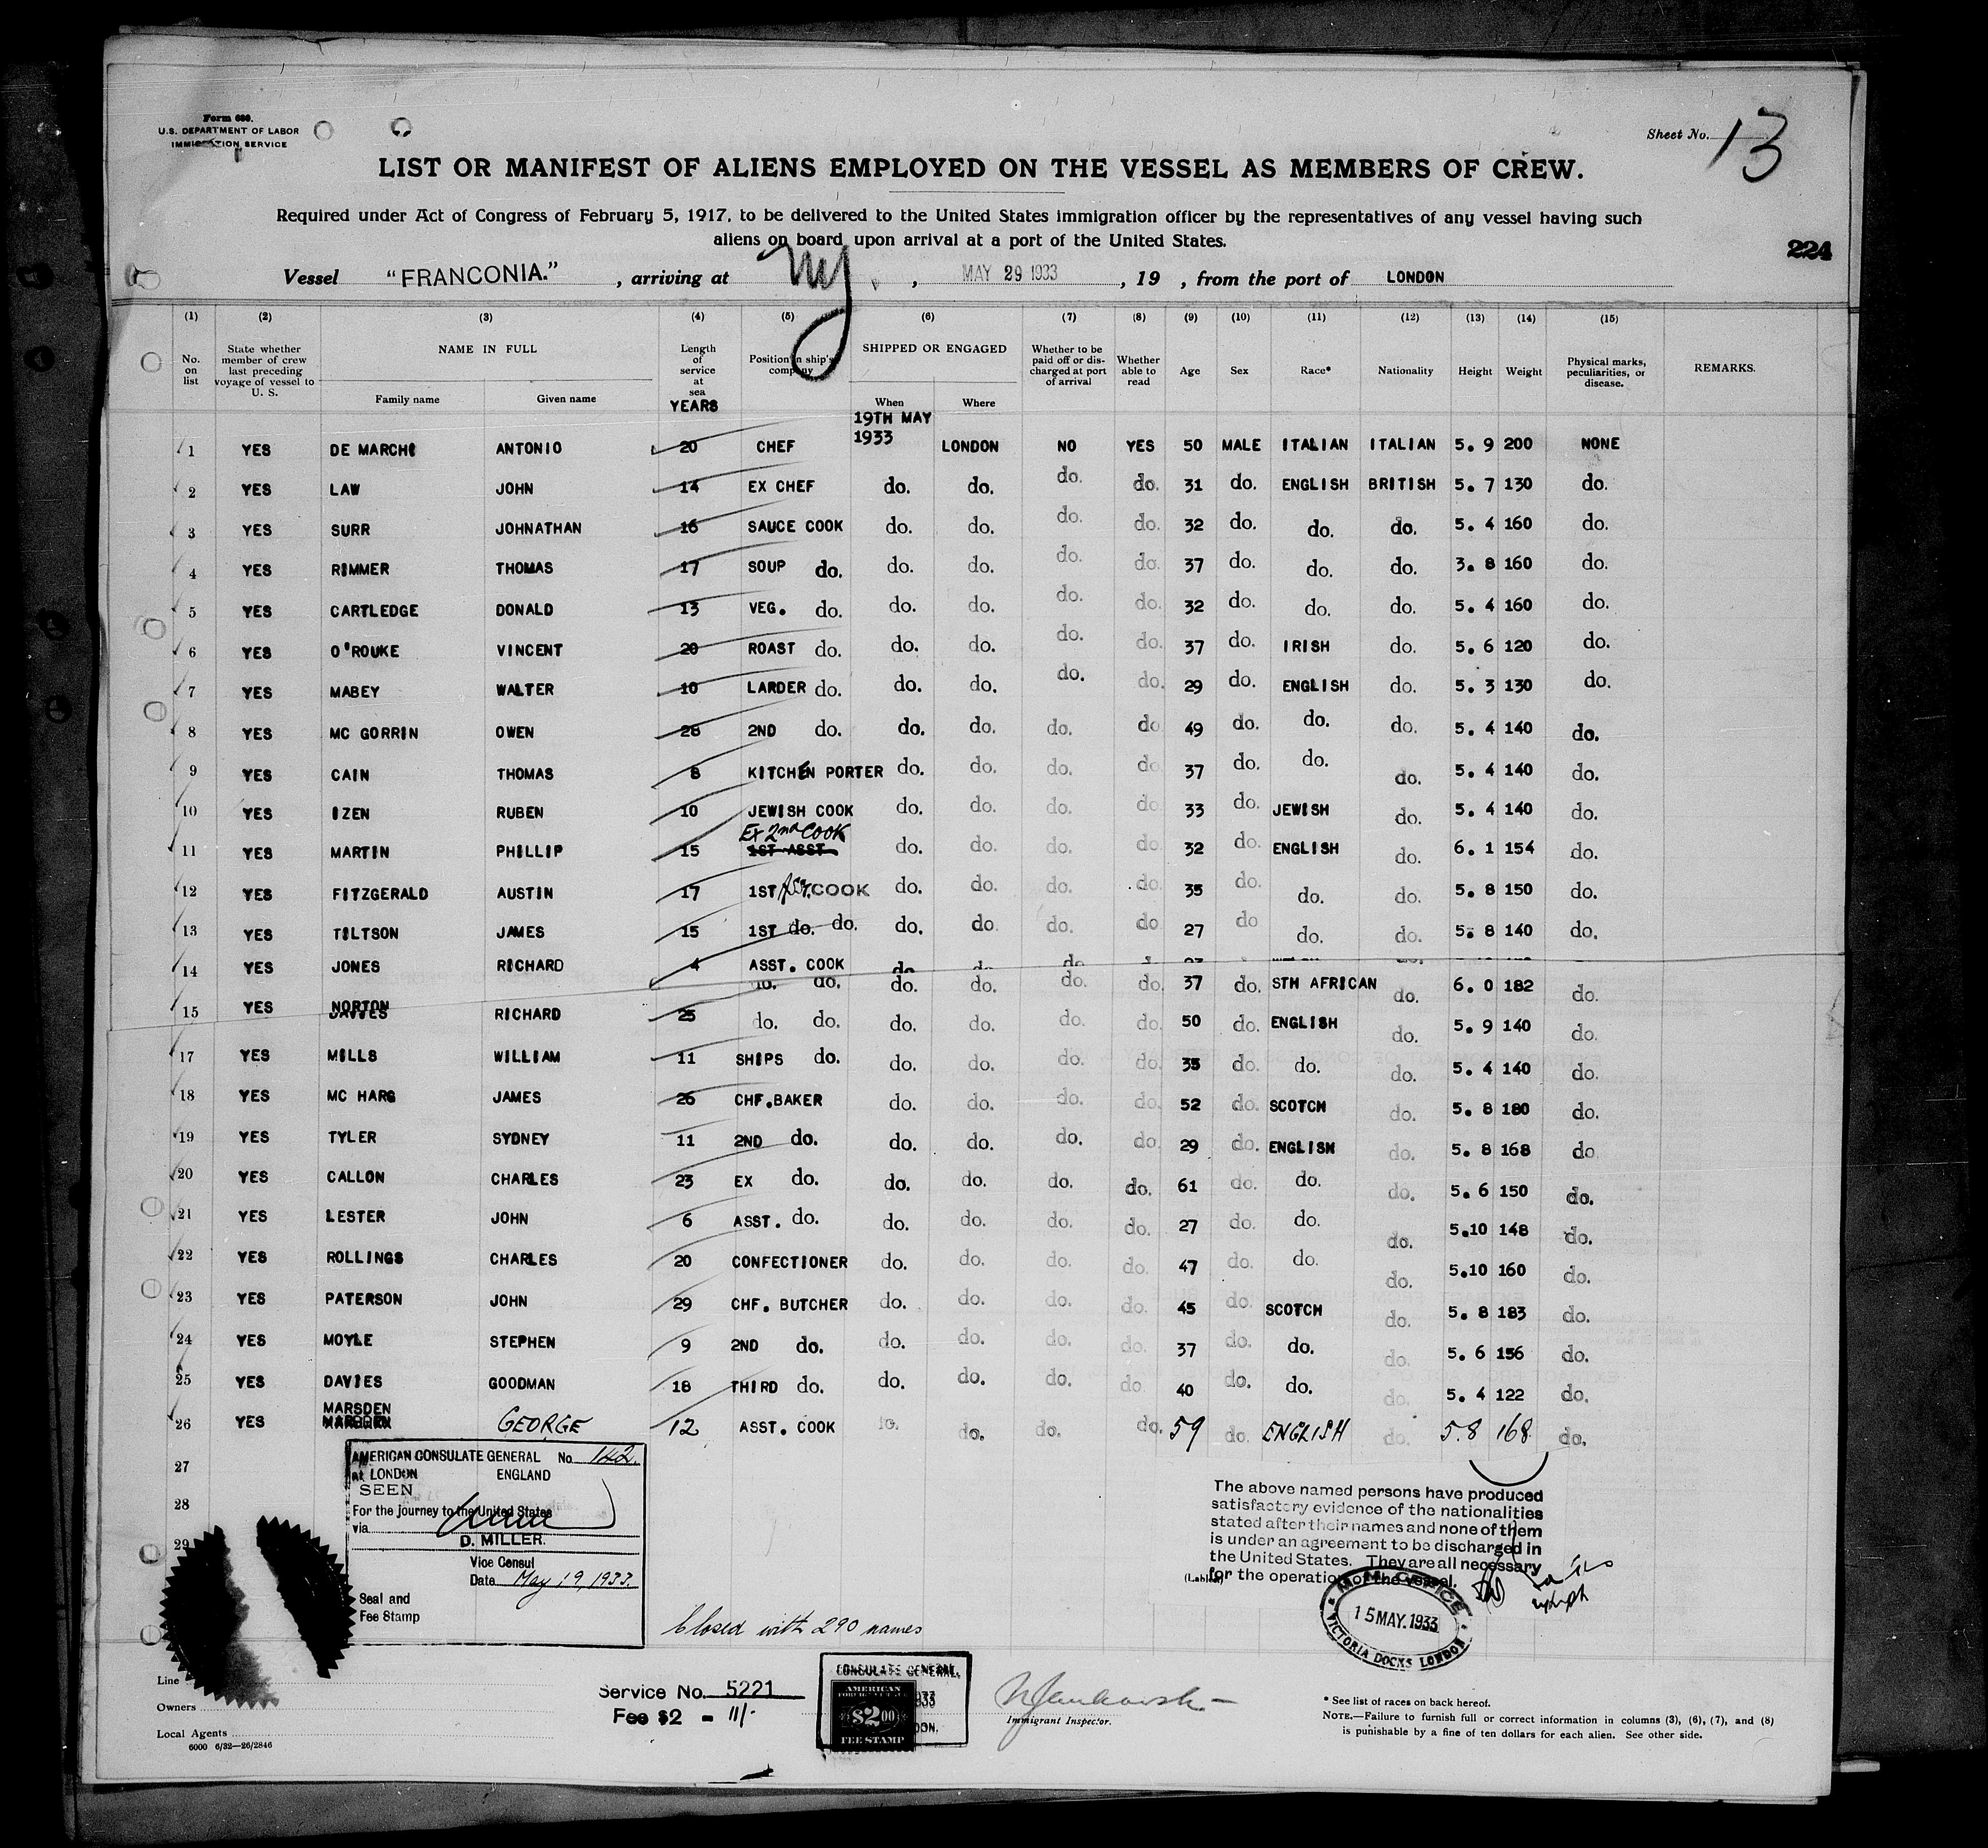 Form 680.
U.S. DEPARTMENT OF LABOR
IMMIGRATION SERVICE
Sheet No. 13
LIST OR MANIFEST OF ALIENS EMPLOYED ON THE VESSEL AS MEMBERS OF CREW.
Required under Act of Congress of February 5, 1917, to be delivered to the United States immigration officer by the representatives of any vessel having such
aliens on board upon arrival at a port of the United States.
224
Vessel "FRANCONIA." , arriving at NY. , MAY 29 1933 , 19 , from the port of LONDON
(1) (2) (3) (4) (5) (6) (7) (8) (9) (10) (11) (12) (13) (14) (15)
No. on list State whether member of crew last preceding voyage of vessel to U. S. NAME IN FULL Family name Given name Length of service at sea YEARS Position in ship's company SHIPPED OR ENGAGED When Where Whether to be paid off or discharged at port of arrival Whether able to read Age Sex Race* Nationality Height Weight Physical marks, peculiarities, or disease. REMARKS.
19TH MAY
1933
1 YES DE MARCHI ANTONIO 20 CHEF LONDON NO YES 50 MALE ITALIAN ITALIAN 5. 9 200 NONE
2 YES LAW JOHN 14 EX CHEF do. do. do. do. 31 do. ENGLISH BRITISH 5. 7 130 do.
3 YES SURR JOHNATHAN 16 SAUCE COOK do. do. do. do. 32 do. do. do. 5. 4 160 do.
4 YES RIMMER THOMAS 17 SOUP do. do. do. do. do. 37 do. do. do. 3. 8 160 do.
5 YES CARTLEDGE DONALD 13 VEG. do. do. do. do. do. 32 do. do. do. 5. 4 160 do.
6 YES O'ROUKE VINCENT 20 ROAST do. do. do. do. do. 37 do. IRISH do. 5. 6 120 do.
7 YES MABEY WALTER 10 LARDER do. do. do. do. do. 29 do. ENGLISH do. 5. 3 130 do.
8 YES MC GORRIN OWEN 28 2ND do. do. do. do. do 49 do. do. do. 5. 4 140 do.
9 YES CAIN THOMAS 8 KITCHEN PORTER do. do. do. do 37 do. do. do. 5. 4 140 do.
10 YES IZEN RUBEN 10 JEWISH COOK do. do. do. do 33 do. JEWISH do. 5. 4 140 do.
Ex 2nd COOK
11 YES MARTIN PHILLIP 15 1ST ASST. do. do. do. do. 32 do. ENGLISH do. 6. 1 154 do.
12 YES FITZGERALD AUSTIN 17 1ST COOK do. do. do. do. 35 do. do. do. 5. 8 150 do.
13 YES TILTSON JAMES 15 1ST do. do. do. do. do. do 27 do do. do. 5. 8 140 do.
14 YES JONES RICHARD 4 ASST. COOK
do. do. do. do. do. do. 37 do. STH AFRICAN do. 6. 0 182 do.
15 YES NORTON
DAVIES RICHARD 25 do. do. do. do. do. do. 50 do. ENGLISH do. 5. 9 140 do.
17 YES MILLS WILLIAM 11 SHIPS do. do. do. do. do. 35 do. do. do. 5. 4 140 do.
18 YES MC HARG JAMES 26 CHF.BAKER do. do. do. do. 52 do. SCOTCH do. 5. 8 180 do.
19 YES TYLER SYDNEY 11 2ND do. do. do. do. do. 29 do. ENGLISH do. 5. 8 168 do
20 YES CALLON CHARLES 23 EX do. do. do. do. do. 61 do. do. do. 5. 6 150 do.
21 YES LESTER JOHN 6 ASST. do. do. do. do. do. 27 do. do. do. 5.10 148 do.
22 YES ROLLINGS CHARLES 20 CONFECTIONER do. do. do. do. 47 do. do. do. 5.10 160 do.
23 YES PATERSON JOHN 29 CHF. BUTCHER do. do. do. do. 45 do. SCOTCH do. 5. 8 183 do.
24 YES MOYLE STEPHEN 9 2ND do. do. do. do. do. 37 do. do. do. 5. 6 156 do.
25 YES DAVIES GOODMAN 18 THIRD do. do. do. do. do 40 do. do. do. 5. 4 122 do.
MARSDEN
26 YES GEORGE 12 ASST. COOK do. do. do. do. 59 do. ENGLISH do. 5.8 168 do.
27
28
29
AMERICAN CONSULATE GENERAL No. 142.
at LONDON ENGLAND
SEEN
For the journey to the United States
via
D. MILLER.
Vice Consul
Date May 19, 1933.
Seal and
Fee Stamp
The above named persons have produced
satisfactory evidence of the nationalities
stated after their names and none of them
is under an agreement to be discharged in
the United States. They are all necessary
for the operation of the vessel.
M.M. OFFICE
15 MAY. 1933
VICTORIA DOCKS LONDON
Closed with 290 names
Line
Owners
Local Agents
6000 6/32—26/2846
Service No. 5221
Fee $2 = 11/-
CONSULATE GENERAL,
AMERICAN
$2.00
FEE STAMP
Immigrant Inspector.
* See list of races on back hereof.
NOTE.—Failure to furnish full or correct information in columns (3), (6), (7), and (8)
is punishable by a fine of ten dollars for each alien. See other side.